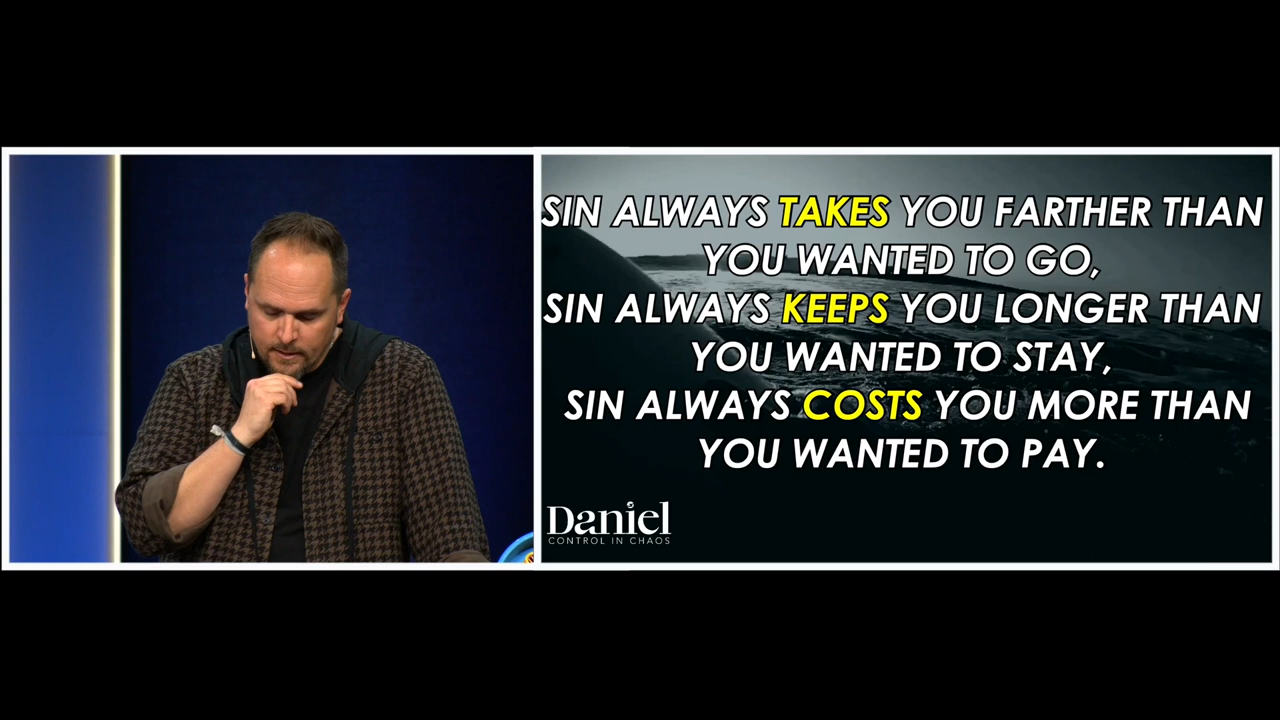 SIN ALWAYS TAKES YOU FARTHER THAN
YOU WANTED TO GO,
SIN ALWAYS KEEPS YOU LONGER THAN
YOU WANTED TO STAY,
SIN ALWAYS COSTS YOU MORE THAN
YOU WANTED TO PAY.
Daniel
CONTROL IN CHAOS